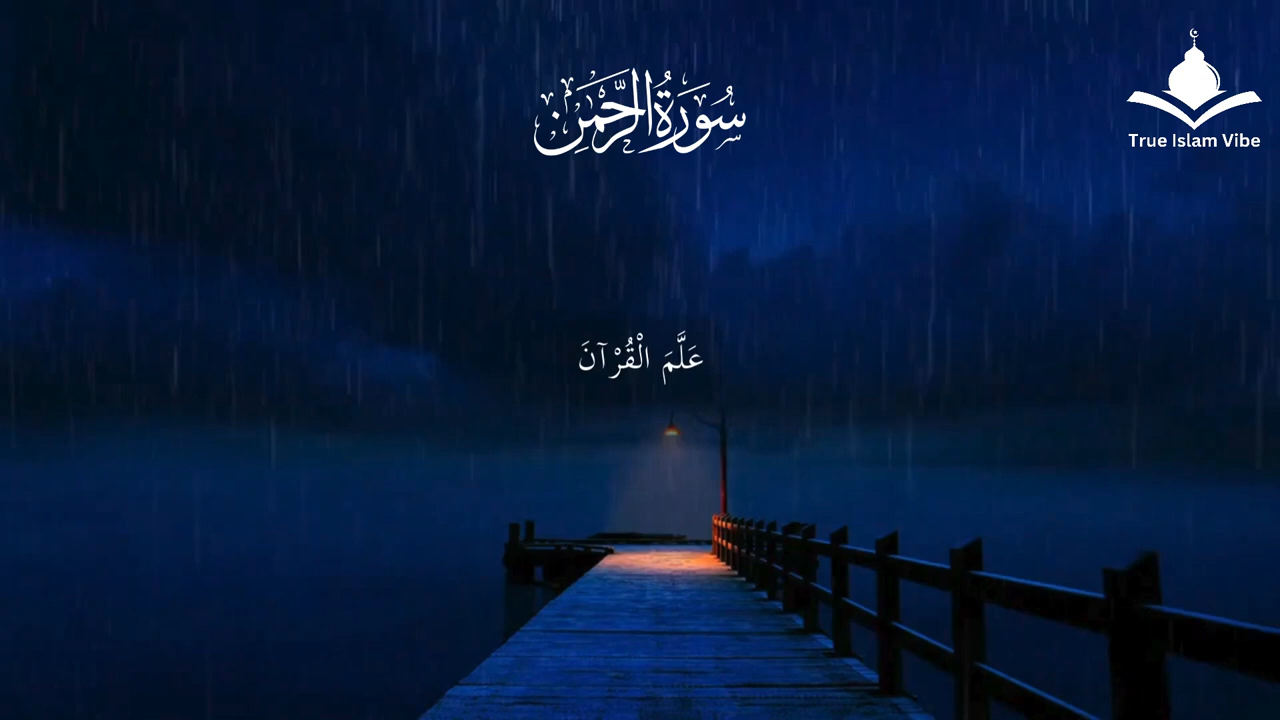 سُورَةُ الرَّحْمَٰنِ
True Islam Vibe
عَلَّمَ الْقُرْآنَ